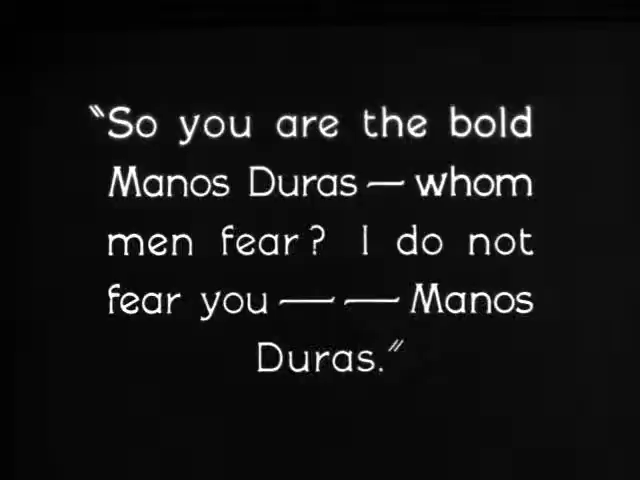 "So you are the bold
Manos Duras — whom
men fear? I do not
fear you — — Manos
Duras."